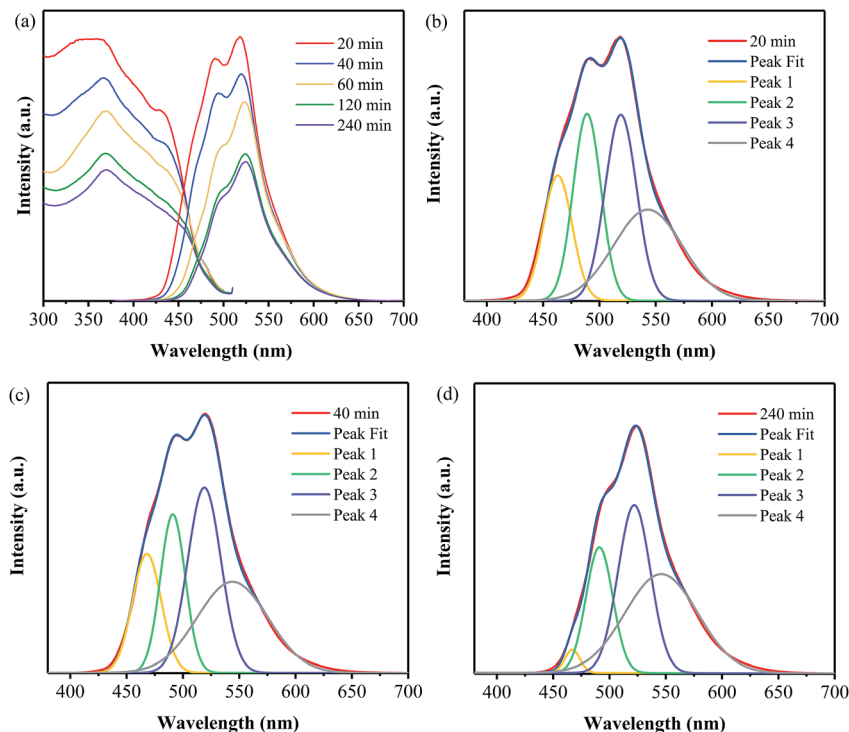 (a)
20 min
40 min
60 min
120 min
240 min
Intensity (a.u.)
300 350 400 450 500 550 600 650 700
Wavelength (nm)
(b)
20 min
Peak Fit
Peak 1
Peak 2
Peak 3
Peak 4
Intensity (a.u.)
400 450 500 550 600 650 700
Wavelength (nm)
(c)
40 min
Peak Fit
Peak 1
Peak 2
Peak 3
Peak 4
Intensity (a.u.)
400 450 500 550 600 650 700
Wavelength (nm)
(d)
240 min
Peak Fit
Peak 1
Peak 2
Peak 3
Peak 4
Intensity (a.u.)
400 450 500 550 600 650 700
Wavelength (nm)